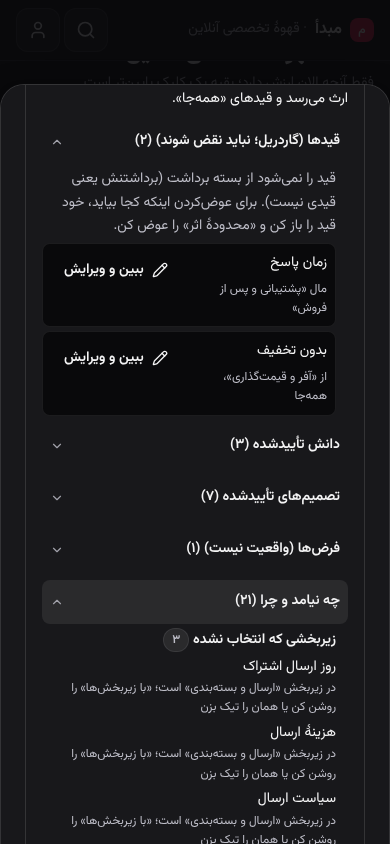 مبدأ · قهوهٔ تخصصی آنلاین
م
ارث می‌رسد و قیدهای «همه‌جا».
قیدها (گاردریل؛ نباید نقض شوند) (۲)
قید را نمی‌شود از بسته برداشت (برداشتنش یعنی
قیدی نیست). برای عوض‌کردن اینکه کجا بیاید، خود
قید را باز کن و «محدودهٔ اثر» را عوض کن.
زمان پاسخ
ببین و ویرایش
مال «پشتیبانی و پس از
فروش»
بدون تخفیف
ببین و ویرایش
از «آفر و قیمت‌گذاری»،
همه‌جا
دانش تأییدشده (۳)
تصمیم‌های تأییدشده (۷)
فرض‌ها (واقعیت نیست) (۱)
چه نیامد و چرا (۲۱)
زیربخشی که انتخاب نشده ۳
روز ارسال اشتراک
در زیربخش «ارسال و بسته‌بندی» است؛ «با زیربخش‌ها» را
روشن کن یا همان را تیک بزن
هزینهٔ ارسال
در زیربخش «ارسال و بسته‌بندی» است؛ «با زیربخش‌ها» را
روشن کن یا همان را تیک بزن
سیاست ارسال
در زیربخش «ارسال و بسته‌بندی» است؛ «با زیربخش‌ها» را
روشن کن یا همان را تیک بزن